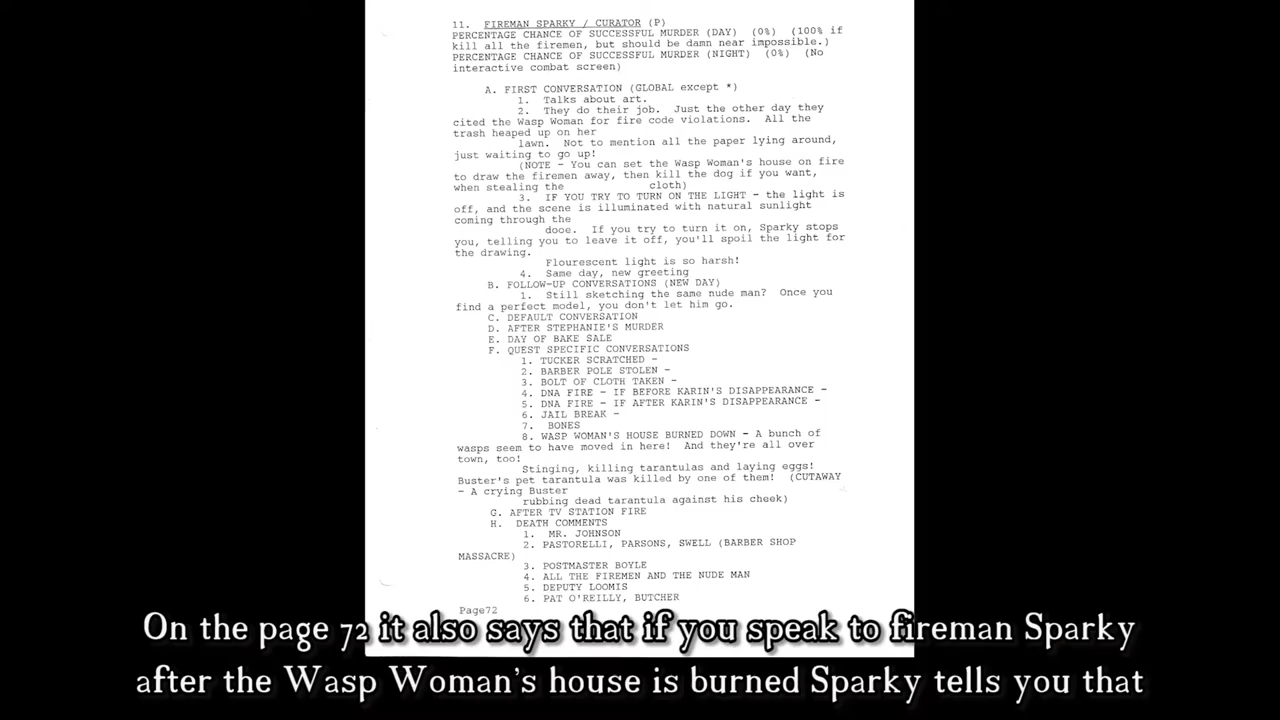 11. FIREMAN SPARKY / CURATOR (P)
PERCENTAGE CHANCE OF SUCCESSFUL MURDER (DAY) (0%) (100% if
kill all the firemen, but should be damn near impossible.)
PERCENTAGE CHANCE OF SUCCESSFUL MURDER (NIGHT) (0%) (No
interactive combat screen)
A. FIRST CONVERSATION (GLOBAL except *)
1. Talks about art.
2. They do their job. Just the other day they
cited the Wasp Woman for fire code violations. All the
trash heaped up on her
lawn. Not to mention all the paper lying around,
just waiting to go up!
(NOTE - You can set the Wasp Woman's house on fire
to draw the firemen away, then kill the dog if you want,
when stealing the cloth)
3. IF YOU TRY TO TURN ON THE LIGHT - the light is
off, and the scene is illuminated with natural sunlight
coming through the
dooe. If you try to turn it on, Sparky stops
you, telling you to leave it off, you'll spoil the light for
the drawing.
Flourescent light is so harsh!
4. Same day, new greeting
B. FOLLOW-UP CONVERSATIONS (NEW DAY)
1. Still sketching the same nude man? Once you
find a perfect model, you don't let him go.
C. DEFAULT CONVERSATION
D. AFTER STEPHANIE'S MURDER
E. DAY OF BAKE SALE
F. QUEST SPECIFIC CONVERSATIONS
1. TUCKER SCRATCHED -
2. BARBER POLE STOLEN -
3. BOLT OF CLOTH TAKEN -
4. DNA FIRE - IF BEFORE KARIN'S DISAPPEARANCE -
5. DNA FIRE - IF AFTER KARIN'S DISAPPEARANCE -
6. JAIL BREAK -
7. BONES
8. WASP WOMAN'S HOUSE BURNED DOWN - A bunch of
wasps seem to have moved in here! And they're all over
town, too!
Stinging, killing tarantulas and laying eggs!
Buster's pet tarantula was killed by one of them! (CUTAWAY
- A crying Buster
rubbing dead tarantula against his cheek)
G. AFTER TV STATION FIRE
H. DEATH COMMENTS
1. MR. JOHNSON
2. PASTORELLI, PARSONS, SWELL (BARBER SHOP
MASSACRE)
3. POSTMASTER BOYLE
4. ALL THE FIREMEN AND THE NUDE MAN
5. DEPUTY LOOMIS
6. PAT O'REILLY, BUTCHER
Page72
On the page 72 it also says that if you speak to fireman Sparky
after the Wasp Woman's house is burned Sparky tells you that